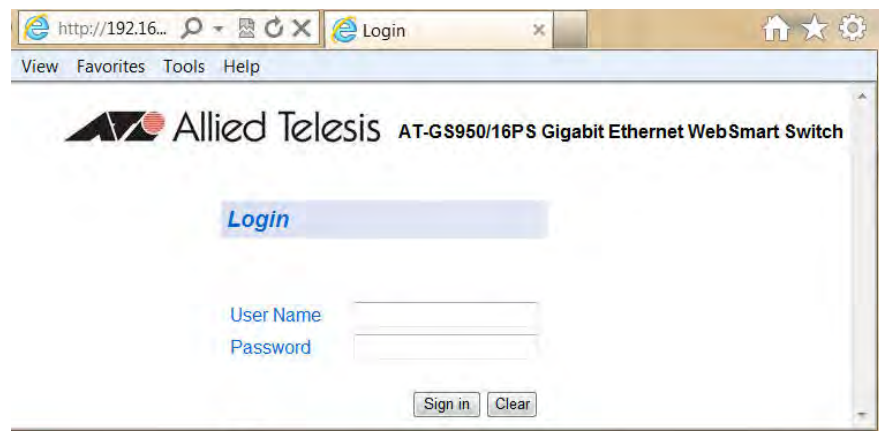 http://192.16... Login
View Favorites Tools Help
Allied Telesis AT-GS950/16PS Gigabit Ethernet WebSmart Switch
Login
User Name
Password
Sign in Clear